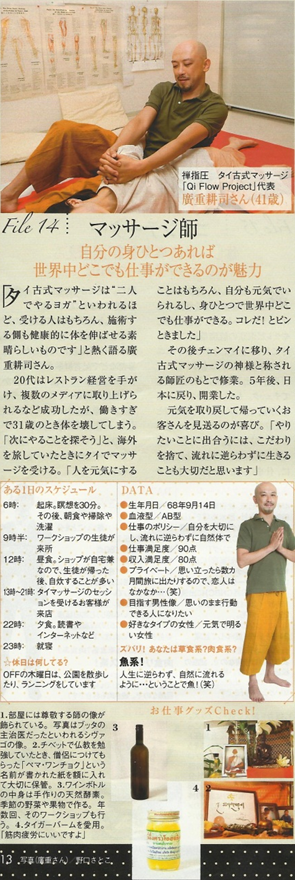 禅指圧　タイ古式マッサージ
「Qi Flow Project」代表
廣重耕司さん(41歳)
File 14
マッサージ師
自分の身ひとつあれば
世界中どこでも仕事ができるのが魅力
「タイ古式マッサージは“二人
でやるヨガ”といわれるほ
ど、受ける人はもちろん、施術す
る側も健康的に体を伸ばせる素
晴らしいものです」と熱く語る廣
重耕司さん。
　20代はレストラン経営を手が
け、複数のメディアに取り上げら
れるなど成功したが、働きすぎ
で31歳のとき体を壊してしまう。
「次にやることを探そう」と、海外
を旅していたときにタイでマッサ
ージを受ける。「人を元気にする
ことはもちろん、自分も元気でい
られるし、身ひとつで世界中どこ
でも仕事ができる。コレだ！とピン
ときました」
　その後チェンマイに移り、タイ
古式マッサージの神様と称され
る師匠のもとで修業。5年後、日
本に戻り、開業した。
　元気を取り戻して帰っていくお
客さんを見送るのが喜び。「やり
たいことに出合うには、こだわり
を捨て、流れに逆らわずに生きる
ことも大切だと思います」
ある1日のスケジュール
6時：　起床。瞑想を30分。
その後、朝食や掃除や
洗濯
9時半：　ワークショップの生徒が
来所
12時：　昼食。ショップが自宅兼
なので、生徒が帰った
後、自炊することが多い
13時〜21時：タイマッサージのセッシ
ョンを受けるお客様が
来店
22時：　夕食。読書や
インターネットなど
23時：　就寝
☆休日は何してる？
OFFの木曜日は、公園を散歩し
たり、ランニングをしています
DATA
●生年月日／68年9月14日
●血液型／AB型
●仕事のポリシー／自分を大切に
し、流れに逆らわずに自然体で
●仕事満足度／90点
●収入満足度／80点
●プライベート／思い立ったら数カ
月間旅に出たりするので、恋人は
なかなか…(笑)
●目指す男性像／思いのまま行動
できる人になりたい
●好きなタイプの女性／元気で明る
い女性
ズバリ！あなたは草食系？肉食系？
魚系！
人生に逆らわず、自然に流れる
ように…ということで魚！(笑)
お仕事グッズCheck！
1.部屋には尊敬する師の像が
飾られている。写真はブッダの
主治医だったといわれるシヴァ
ゴの像。2.チベットで仏教を勉
強していたとき、僧侶につけても
らった「ペマ・ワンチョク」という
名前が書かれた紙を額に入れ
て大切に保管。3.ワインボトル
の中身は手作りの天然酵素。
季節の野菜や果物で作る。年
数回、そのワークショップも行
う。4.タイガーバームを愛用。
「筋肉疲労にいいですよ」
3
1
4
2
13
写真(廣重さん)／野口さとこ